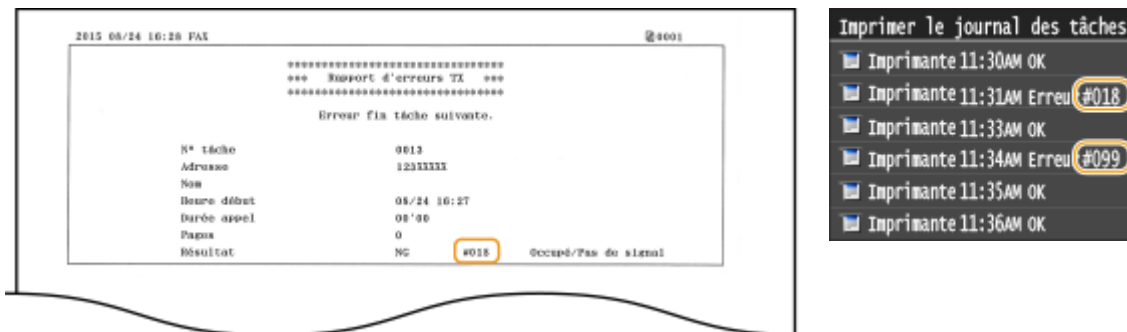 2015 08/24 16:28 FAX
0001
********************************
*** Rapport d'erreurs TX ***
********************************
Erreur fin tâche suivante.
N° tâche 0013
Adresse 123XXXXX
Nom
Heure début 08/24 16:27
Durée appel 00'00
Pages 0
Résultat NG #018 Occupé/Pas de signal
Imprimer le journal des tâches
Imprimante 11:30AM OK
Imprimante 11:31AM Erreu #018
Imprimante 11:33AM OK
Imprimante 11:34AM Erreu #099
Imprimante 11:35AM OK
Imprimante 11:36AM OK